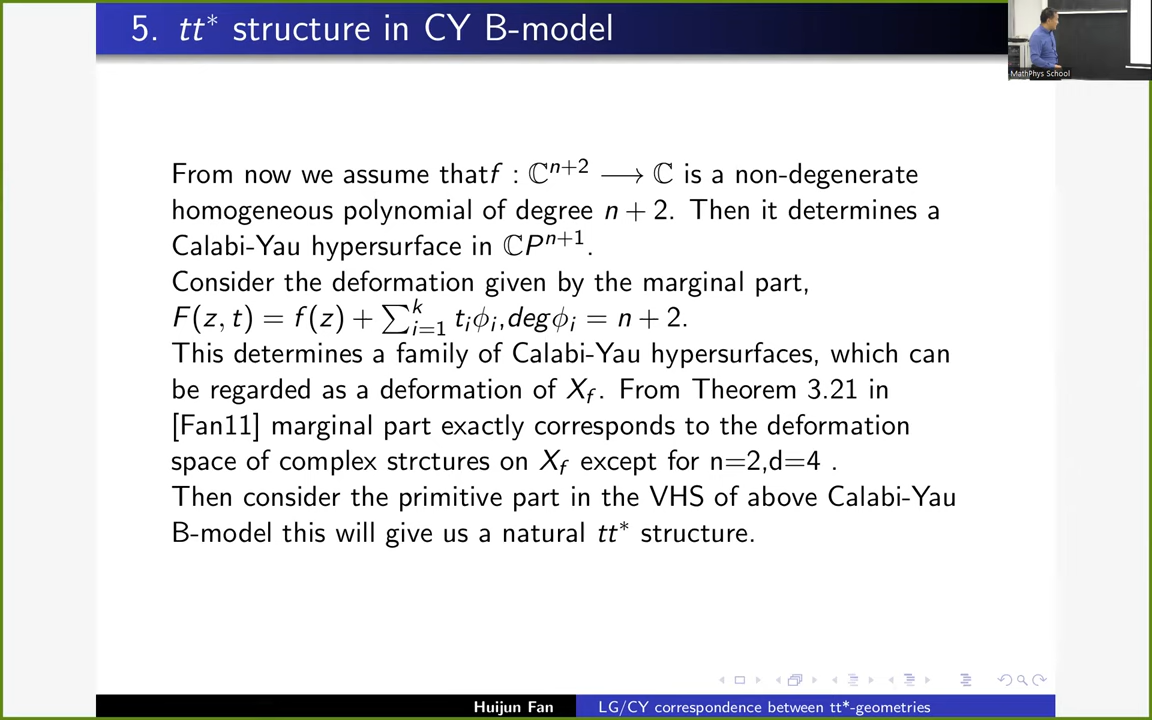 5. tt* structure in CY B-model
MathPhys School
From now we assume thatf : ℂⁿ⁺² ⟶ ℂ is a non-degenerate
homogeneous polynomial of degree n + 2. Then it determines a
Calabi-Yau hypersurface in ℂPⁿ⁺¹.
Consider the deformation given by the marginal part,
F(z, t) = f(z) + ∑ᵏᵢ₌₁ tᵢϕᵢ,degϕᵢ = n + 2.
This determines a family of Calabi-Yau hypersurfaces, which can
be regarded as a deformation of X_f. From Theorem 3.21 in
[Fan11] marginal part exactly corresponds to the deformation
space of complex strctures on X_f except for n=2,d=4 .
Then consider the primitive part in the VHS of above Calabi-Yau
B-model this will give us a natural tt* structure.
Huijun Fan
LG/CY correspondence between tt*-geometries